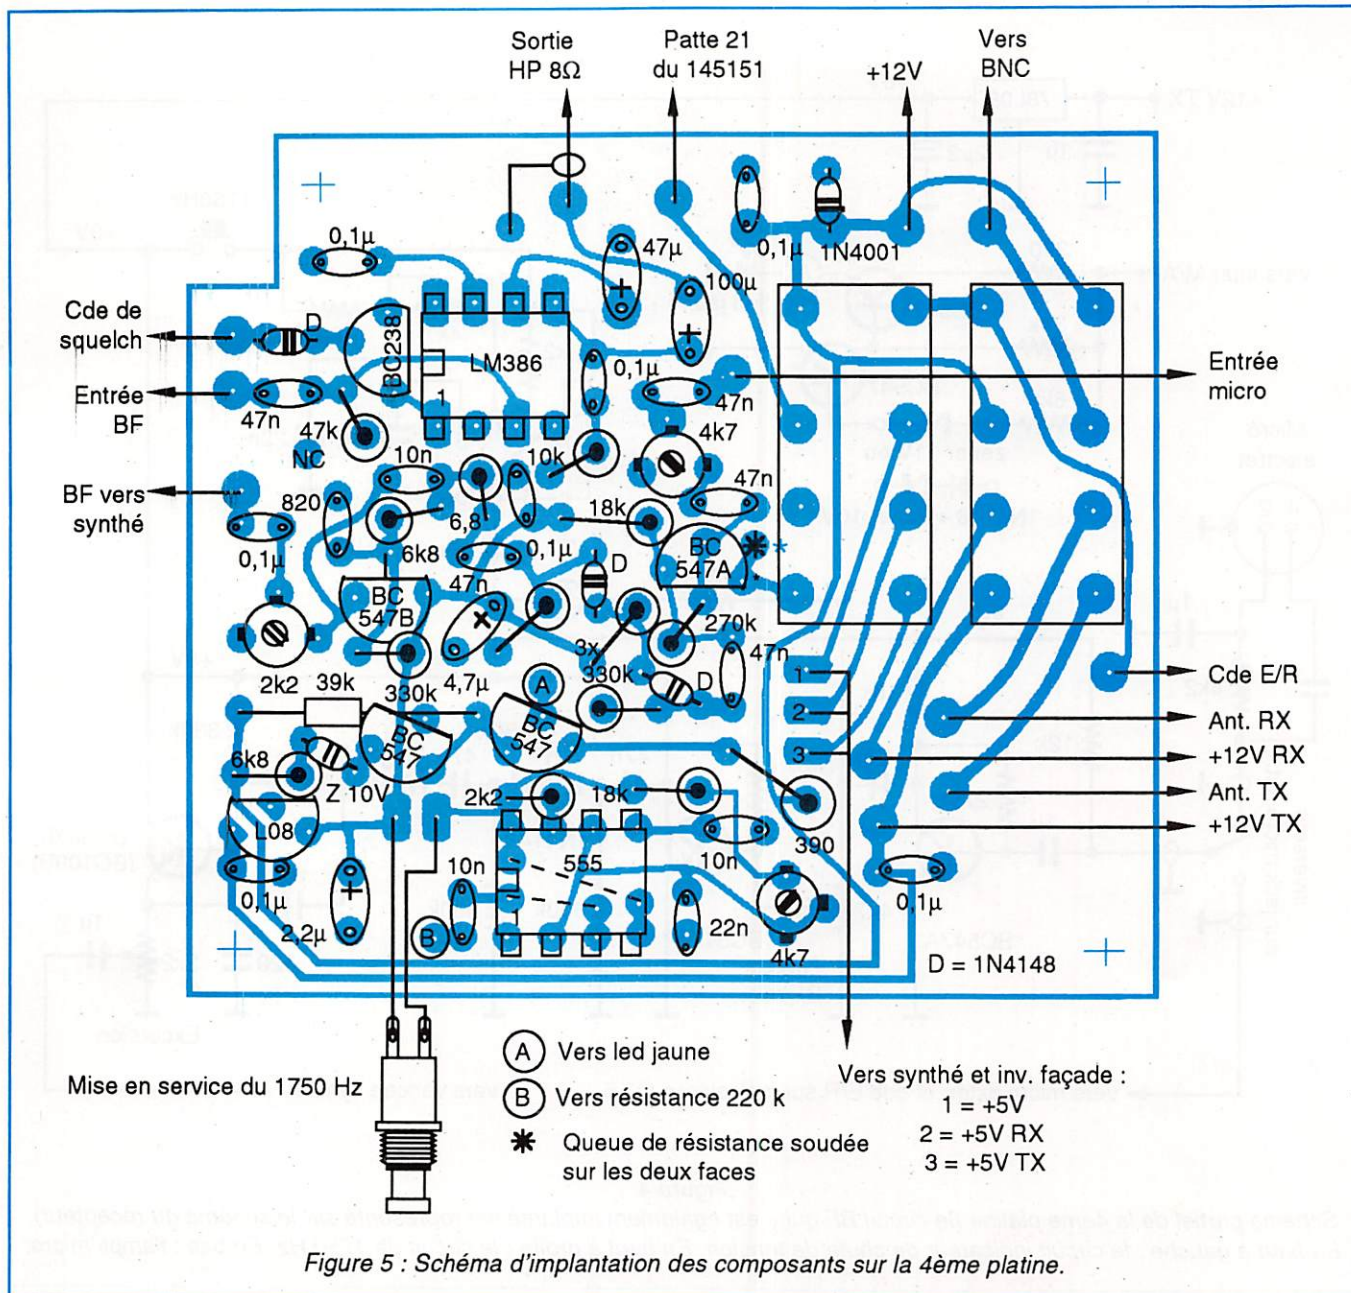 Sortie
HP 8Ω
Patte 21
du 145151
+12V
Vers
BNC
0,1µ
47µ
100µ
0,1µ
1N4001
Cde de
squelch
D
BC238
LM386
1
0,1µ
Entrée
micro
Entrée
BF
47n
47k
NC
10n
10k
47n
4k7
BF vers
synthé
820
0,1µ
6k8
6,8
0,1µ
18k
47n
BC
547A
*
47n
D
BC
547B
270k
2k2
39k
330k
4,7µ
3x
330k
47n
D
A
1
2
3
Cde E/R
Ant. RX
+12V RX
Ant. TX
+12V TX
BC
547
BC
547
6k8
Z 10V
2k2
18k
L08
0,1µ
2,2µ
10n
B
555
1
10n
22n
390
4k7
0,1µ
D = 1N4148
Mise en service du 1750 Hz
A Vers led jaune
B Vers résistance 220 k
* Queue de résistance soudée
sur les deux faces
Vers synthé et inv. façade :
1 = +5V
2 = +5V RX
3 = +5V TX
Figure 5 : Schéma d'implantation des composants sur la 4ème platine.